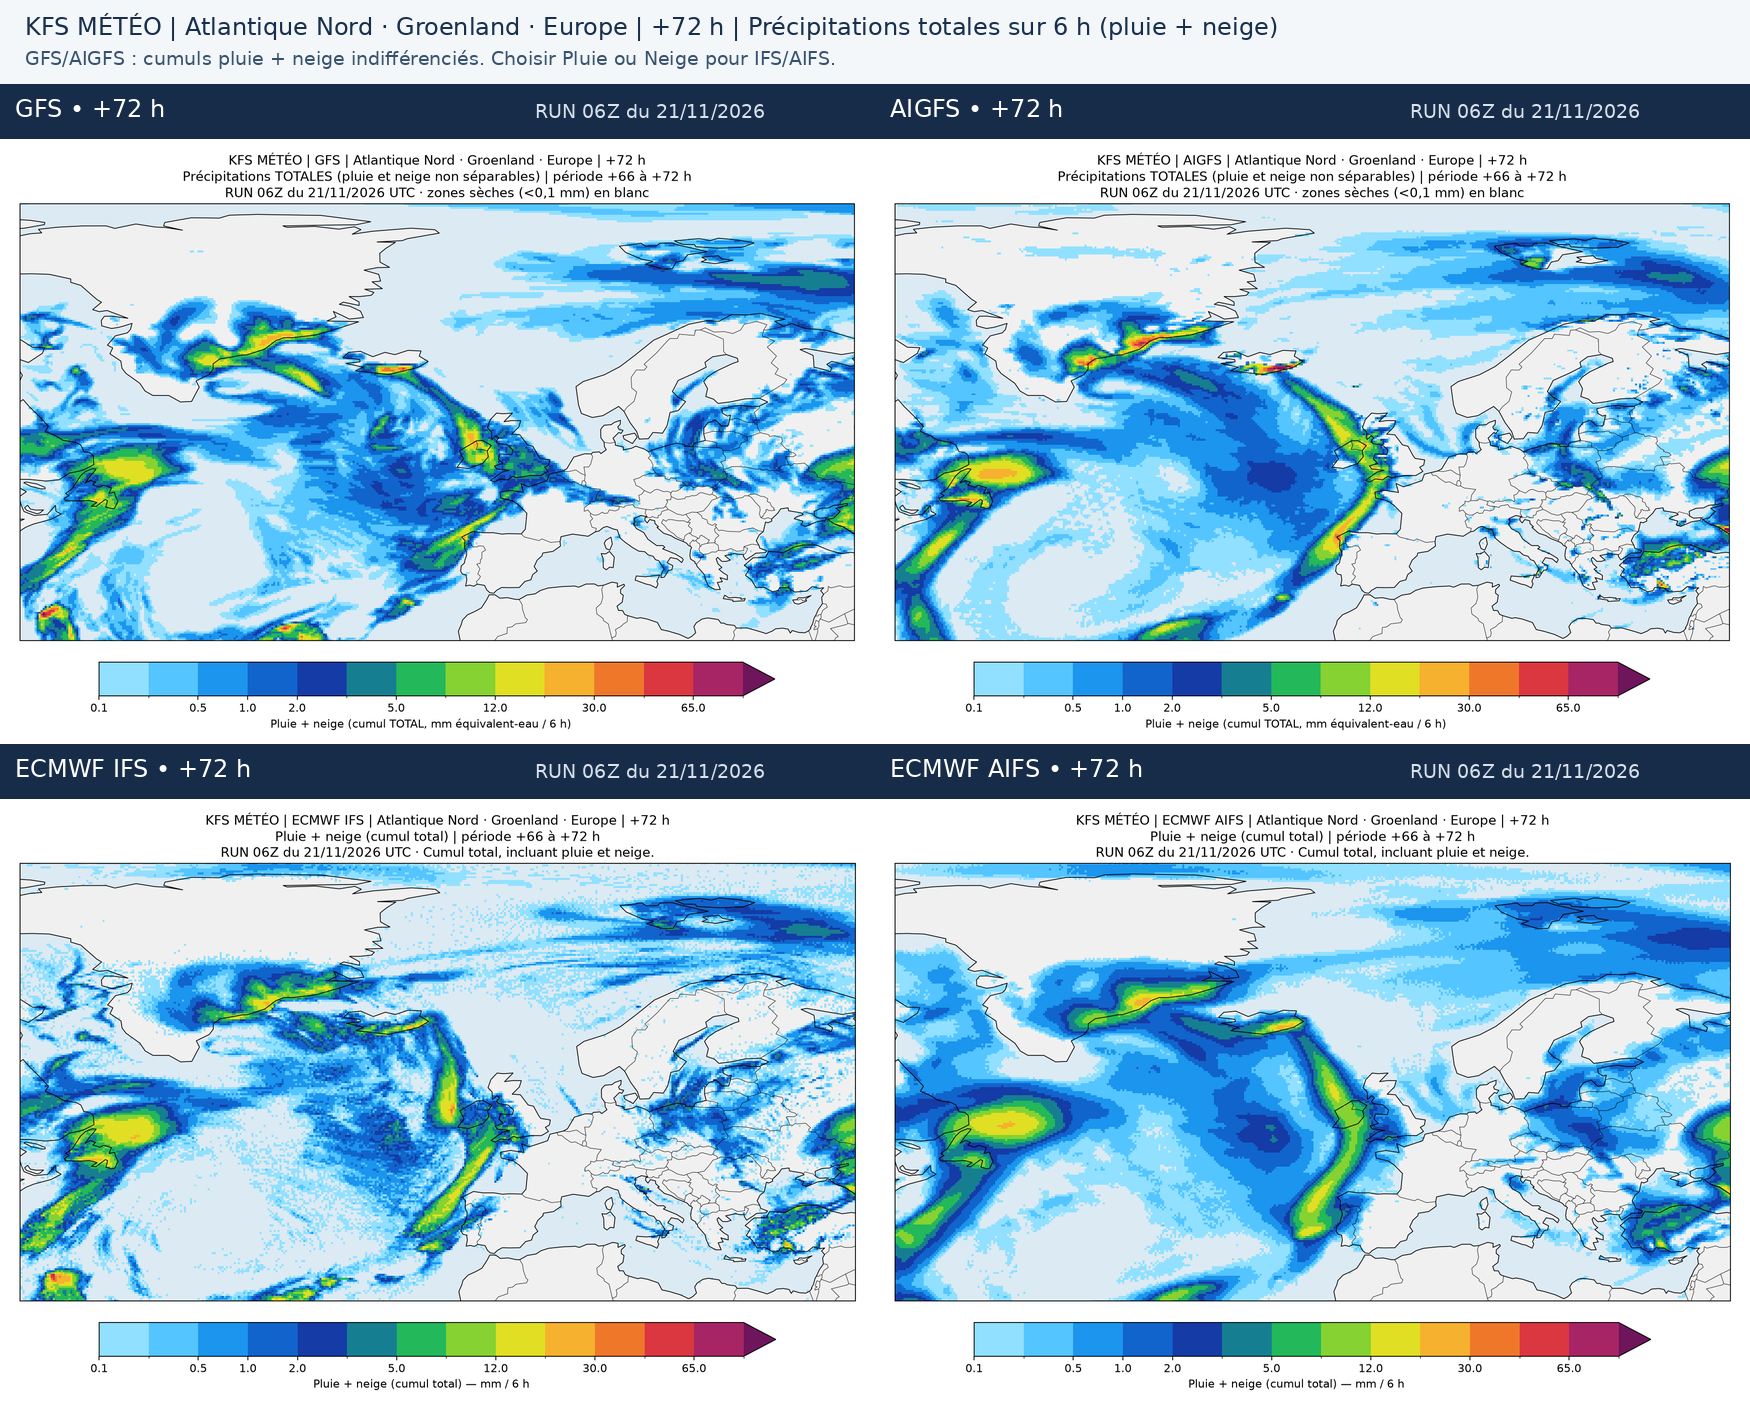 KFS MÉTÉO | Atlantique Nord · Groenland · Europe | +72 h | Précipitations totales sur 6 h (pluie + neige)
GFS/AIGFS : cumuls pluie + neige indifférenciés. Choisir Pluie ou Neige pour IFS/AIFS.
GFS • +72 h
RUN 06Z du 21/11/2026
AIGFS • +72 h
RUN 06Z du 21/11/2026
KFS MÉTÉO | GFS | Atlantique Nord · Groenland · Europe | +72 h
Précipitations TOTALES (pluie et neige non séparables) | période +66 à +72 h
RUN 06Z du 21/11/2026 UTC · zones sèches (<0,1 mm) en blanc
KFS MÉTÉO | AIGFS | Atlantique Nord · Groenland · Europe | +72 h
Précipitations TOTALES (pluie et neige non séparables) | période +66 à +72 h
RUN 06Z du 21/11/2026 UTC · zones sèches (<0,1 mm) en blanc
0.1 0.5 1.0 2.0 5.0 12.0 30.0 65.0
Pluie + neige (cumul TOTAL, mm équivalent-eau / 6 h)
0.1 0.5 1.0 2.0 5.0 12.0 30.0 65.0
Pluie + neige (cumul TOTAL, mm équivalent-eau / 6 h)
ECMWF IFS • +72 h
RUN 06Z du 21/11/2026
ECMWF AIFS • +72 h
RUN 06Z du 21/11/2026
KFS MÉTÉO | ECMWF IFS | Atlantique Nord · Groenland · Europe | +72 h
Pluie + neige (cumul total) | période +66 à +72 h
RUN 06Z du 21/11/2026 UTC · Cumul total, incluant pluie et neige.
KFS MÉTÉO | ECMWF AIFS | Atlantique Nord · Groenland · Europe | +72 h
Pluie + neige (cumul total) | période +66 à +72 h
RUN 06Z du 21/11/2026 UTC · Cumul total, incluant pluie et neige.
0.1 0.5 1.0 2.0 5.0 12.0 30.0 65.0
Pluie + neige (cumul total) — mm / 6 h
0.1 0.5 1.0 2.0 5.0 12.0 30.0 65.0
Pluie + neige (cumul total) — mm / 6 h